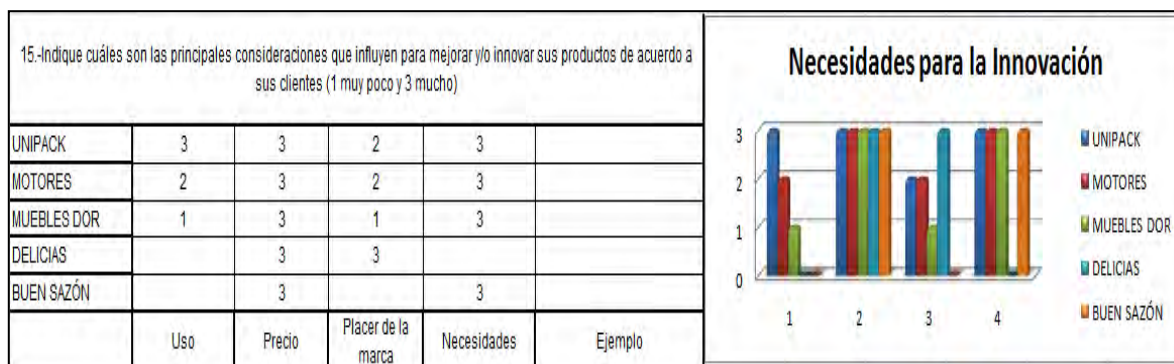 15.-Indique cuáles son las principales consideraciones que influyen para mejorar y/o innovar sus productos de acuerdo a
sus clientes (1 muy poco y 3 mucho)
UNIPACK 3 3 2 3
MOTORES 2 3 2 3
MUEBLES DOR 1 3 1 3
DELICIAS 3 3
BUEN SAZÓN 3 3
Uso Precio Placer de la marca Necesidades Ejemplo
Necesidades para la Innovación
3
2
1
0
1 2 3 4
UNIPACK
MOTORES
MUEBLES DOR
DELICIAS
BUEN SAZÓN